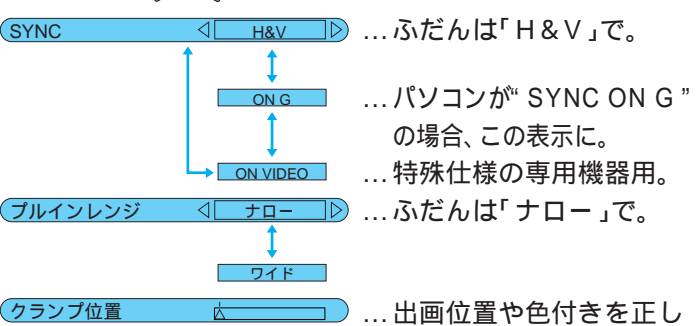 SYNC H&V …ふだんは「H&V」で。
ON G …パソコンが“SYNC ON G”
の場合、この表示に。
ON VIDEO …特殊仕様の専用機器用。
プルインレンジ ナロー …ふだんは「ナロー」で。
ワイド
クランプ位置 …出画位置や色付きを正し